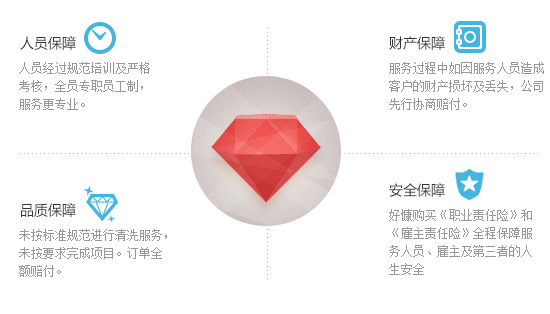 人员保障
人员经过规范培训及严格
考核，全员专职员工制，
服务更专业。
财产保障
服务过程中如因服务人员造成
客户的财产损坏及丢失，公司
先行协商赔付。
品质保障
未按标准规范进行清洗服务，
未按要求完成项目。订单全
额赔付。
安全保障
好慷购买《职业责任险》和
《雇主责任险》全程保障服
务人员、雇主及第三者的人
生安全